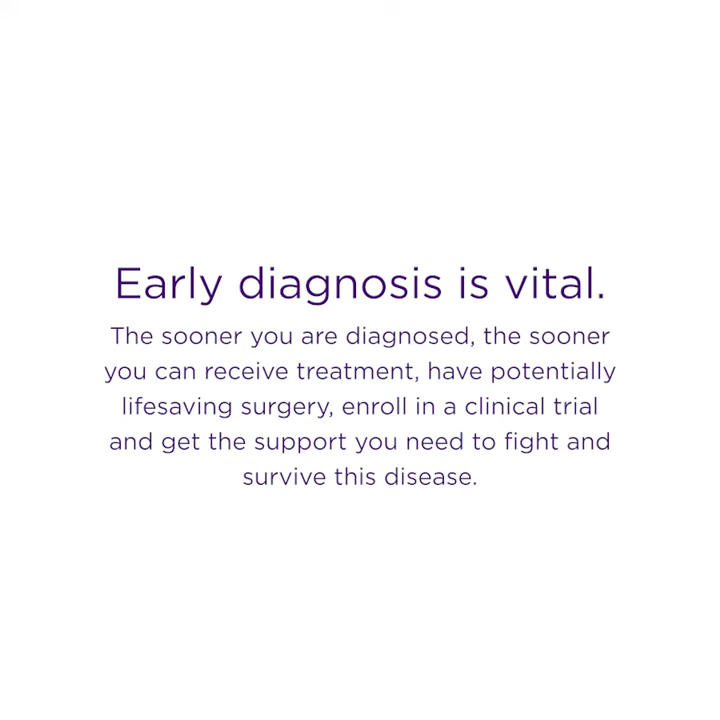 Early diagnosis is vital.
The sooner you are diagnosed, the sooner
you can receive treatment, have potentially
lifesaving surgery, enroll in a clinical trial
and get the support you need to fight and
survive this disease.